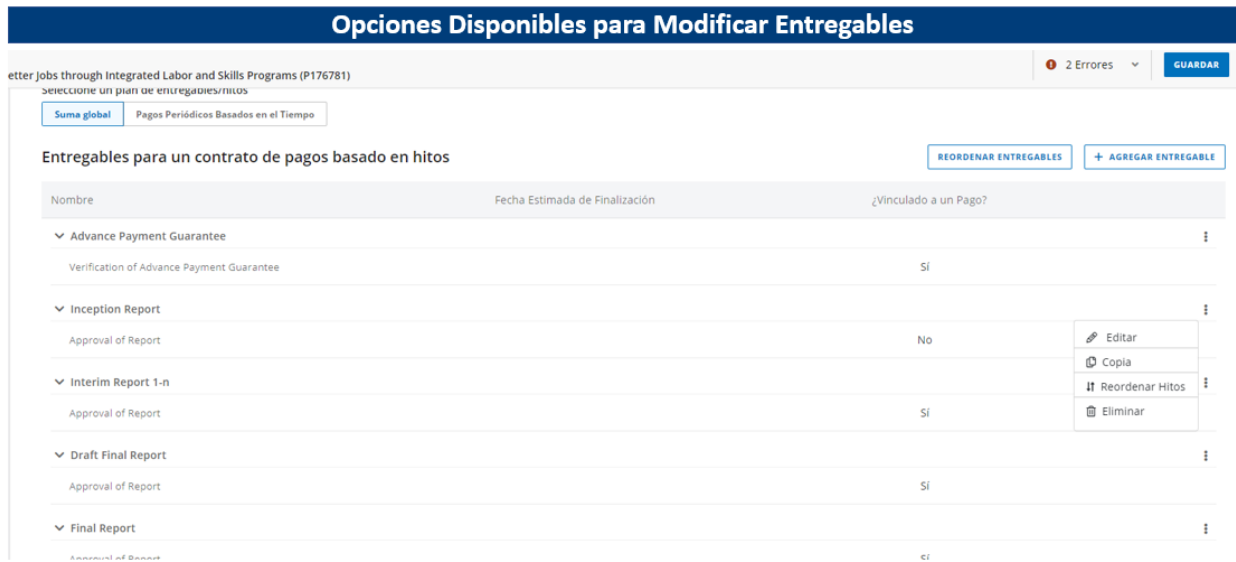 Opciones Disponibles para Modificar Entregables
2 Errores
GUARDAR
etter Jobs through Integrated Labor and Skills Programs (P176781)
Seleccione un plan de entregables/hitos
Suma global
Pagos Periódicos Basados en el Tiempo
Entregables para un contrato de pagos basado en hitos
REORDENAR ENTREGABLES
+ AGREGAR ENTREGABLE
Nombre
Fecha Estimada de Finalización
¿Vinculado a un Pago?
Advance Payment Guarantee
Verification of Advance Payment Guarantee
Sí
Inception Report
Approval of Report
No
Editar
Copia
Reordenar Hitos
Eliminar
Interim Report 1-n
Approval of Report
Sí
Draft Final Report
Approval of Report
Sí
Final Report
Approval of Report
Sí